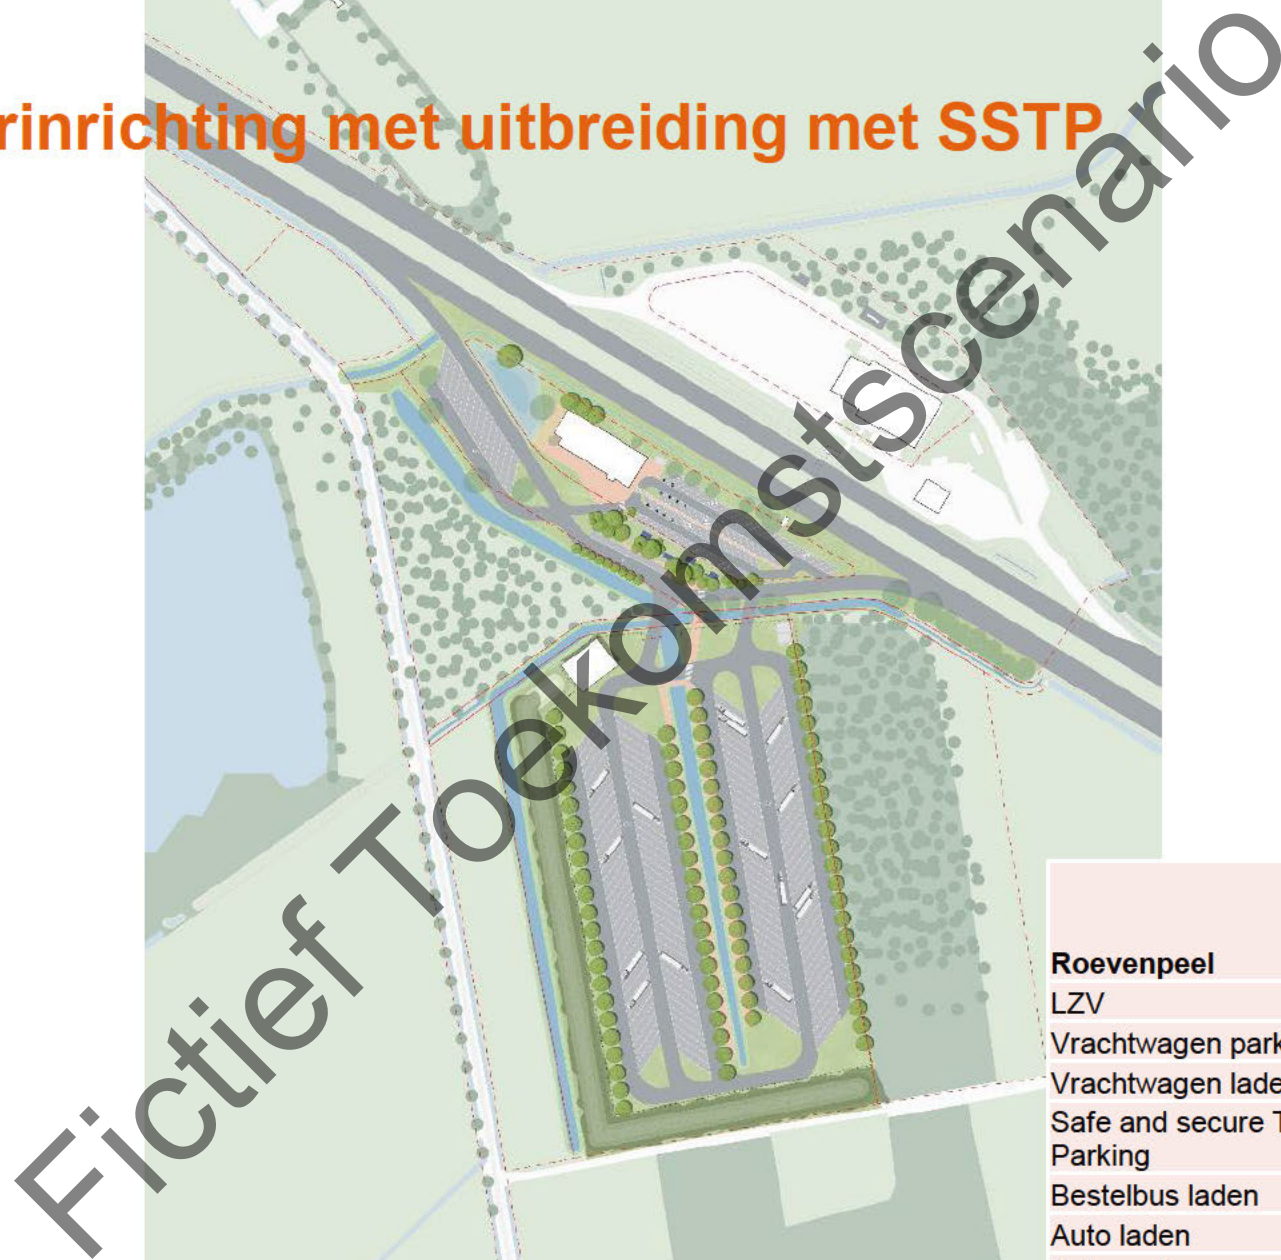 rinrichting met uitbreiding met SSTP
Fictief Toekomstscenario
Roevenpeel
LZV
Vrachtwagen park
Vrachtwagen lade
Safe and secure T
Parking
Bestelbus laden
Auto laden